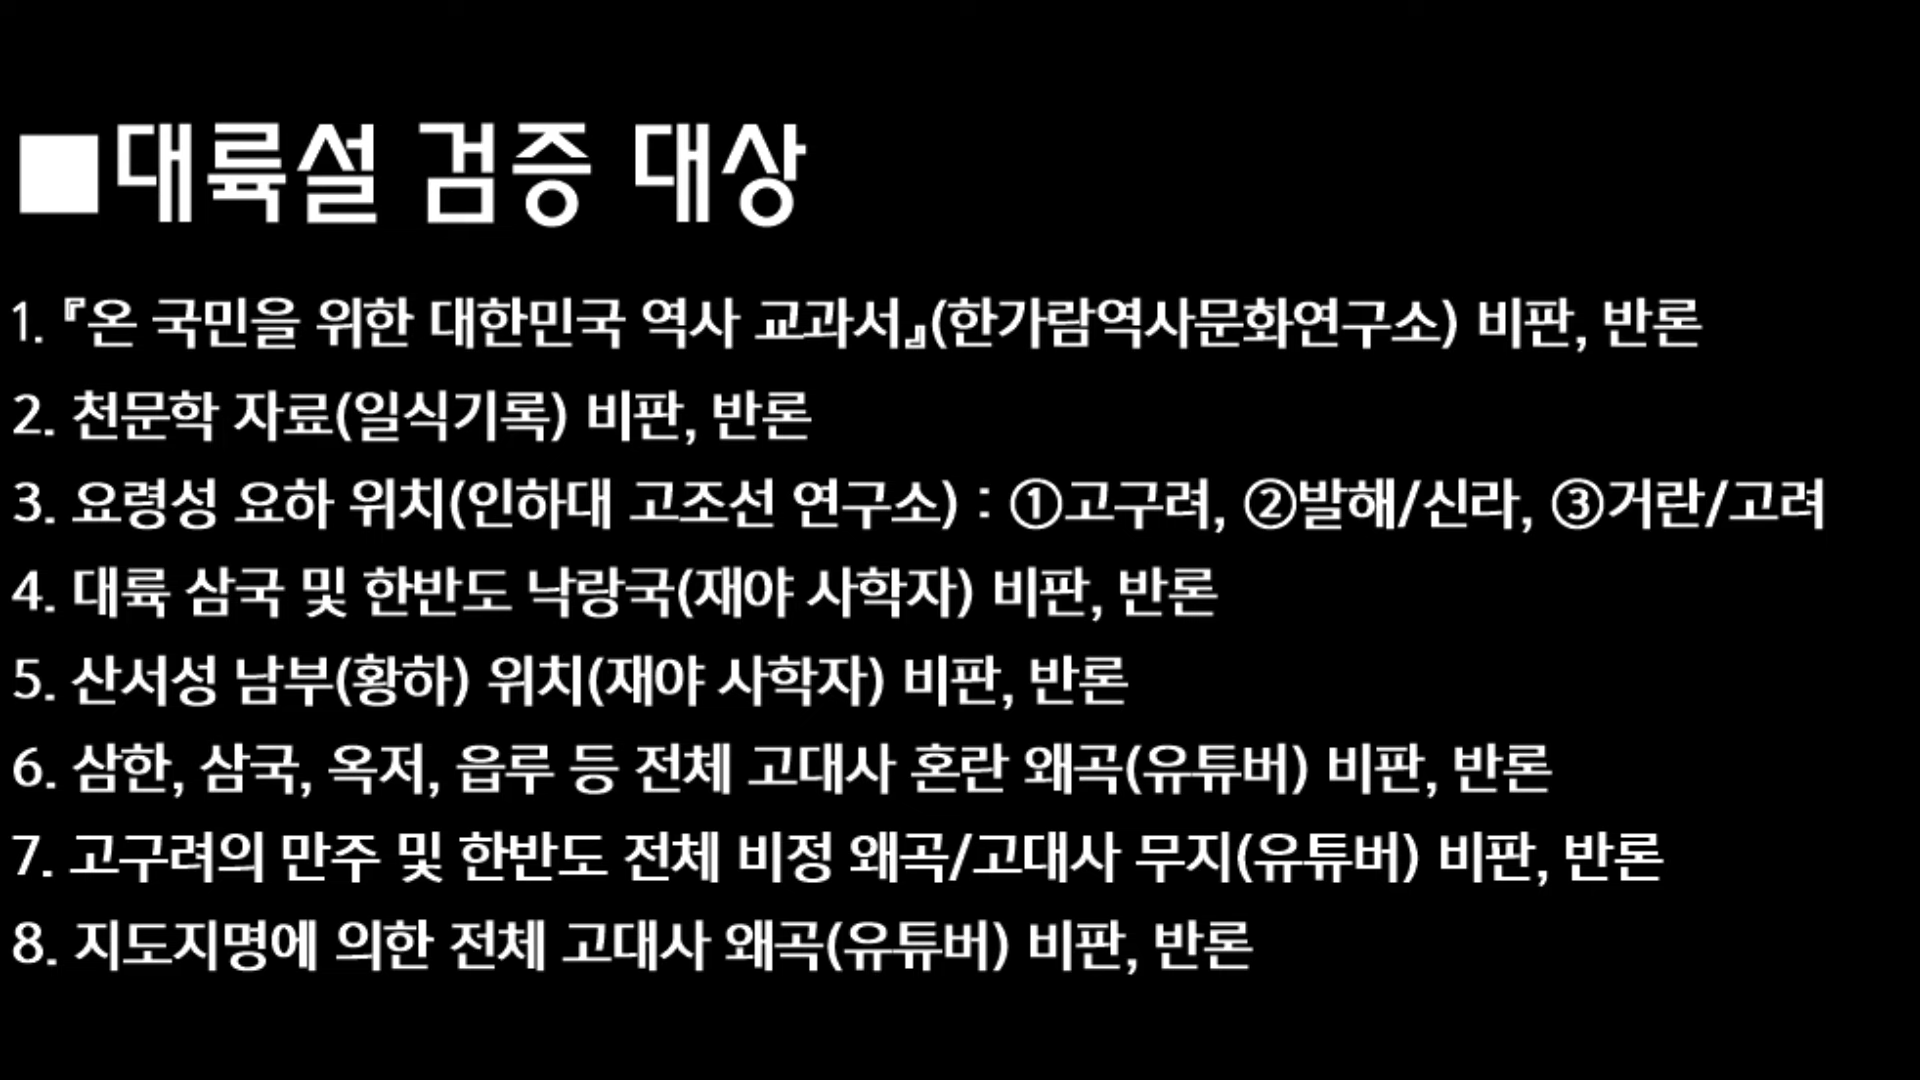 ■대륙설 검증 대상
1. 『온 국민을 위한 대한민국 역사 교과서』(한가람역사문화연구소) 비판, 반론
2. 천문학 자료(일식기록) 비판, 반론
3. 요령성 요하 위치(인하대 고조선 연구소) : ①고구려, ②발해/신라, ③거란/고려
4. 대륙 삼국 및 한반도 낙랑국(재야 사학자) 비판, 반론
5. 산서성 남부(황하) 위치(재야 사학자) 비판, 반론
6. 삼한, 삼국, 옥저, 읍루 등 전체 고대사 혼란 왜곡(유튜버) 비판, 반론
7. 고구려의 만주 및 한반도 전체 비정 왜곡/고대사 무지(유튜버) 비판, 반론
8. 지도지명에 의한 전체 고대사 왜곡(유튜버) 비판, 반론